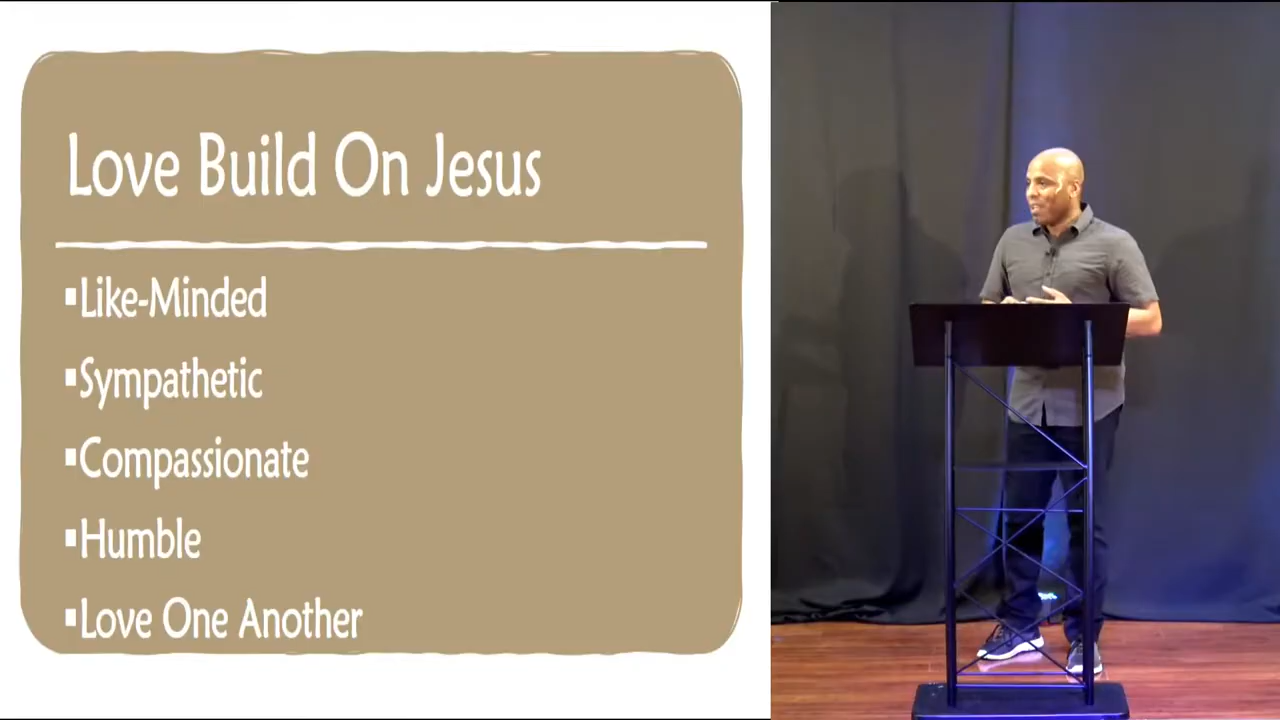 Love Build On Jesus
▪Like-Minded
▪Sympathetic
▪Compassionate
▪Humble
▪Love One Another